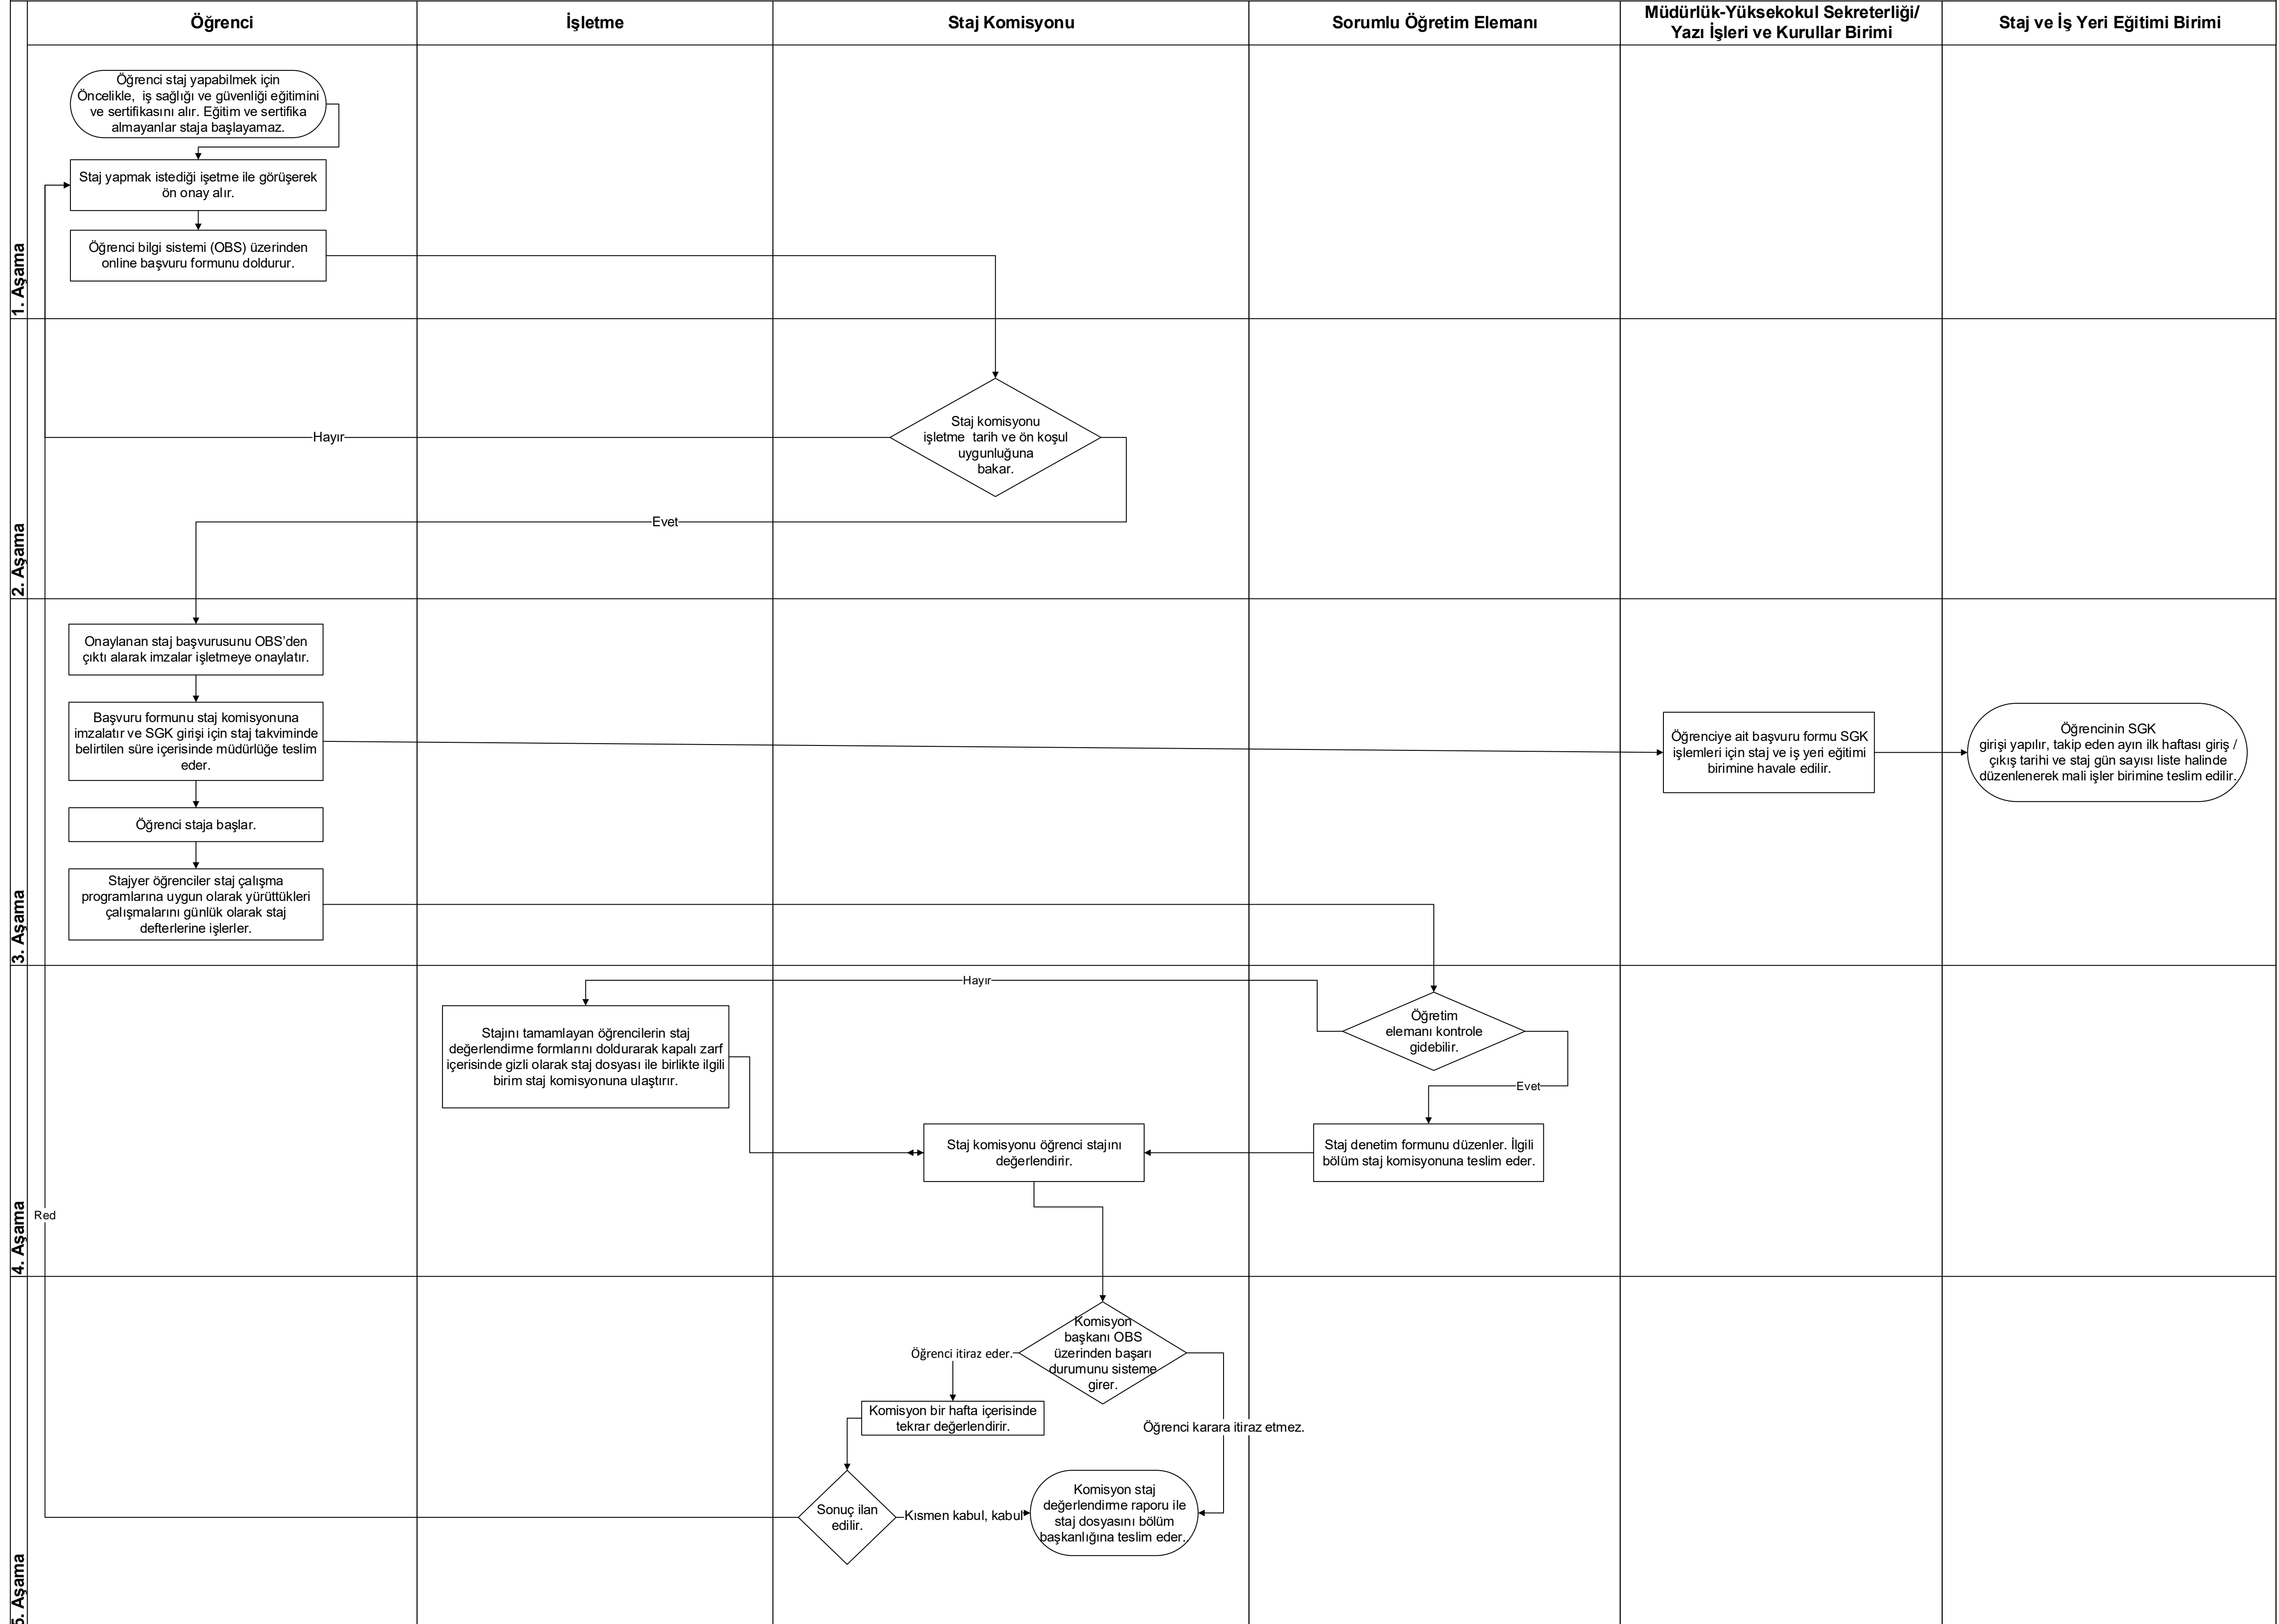 Öğrenci
İşletme
Staj Komisyonu
Sorumlu Öğretim Elemanı
Müdürlük-Yüksekokul Sekreterliği/
Yazı İşleri ve Kurullar Birimi
Staj ve İş Yeri Eğitimi Birimi
1. Aşama
Öğrenci staj yapabilmek için
Öncelikle,  iş sağlığı ve güvenliği eğitimini
ve sertifikasını alır. Eğitim ve sertifika
almayanlar staja başlayamaz.
Staj yapmak istediği işetme ile görüşerek
ön onay alır.
Öğrenci bilgi sistemi (OBS) üzerinden
online başvuru formunu doldurur.
2. Aşama
Staj komisyonu
işletme  tarih ve ön koşul
uygunluğuna
bakar.
Hayır
Evet
3. Aşama
Onaylanan staj başvurusunu OBS’den
çıktı alarak imzalar işletmeye onaylatır.
Başvuru formunu staj komisyonuna
imzalatır ve SGK girişi için staj takviminde
belirtilen süre içerisinde müdürlüğe teslim
eder.
Öğrenciye ait başvuru formu SGK
işlemleri için staj ve iş yeri eğitimi
birimine havale edilir.
Öğrencinin SGK
girişi yapılır, takip eden ayın ilk haftası giriş /
çıkış tarihi ve staj gün sayısı liste halinde
düzenlenerek mali işler birimine teslim edilir.
Öğrenci staja başlar.
Stajyer öğrenciler staj çalışma
programlarına uygun olarak yürüttükleri
çalışmalarını günlük olarak staj
defterlerine işlerler.
4. Aşama
Hayır
Öğretim
elemanı kontrole
gidebilir.
Evet
Stajını tamamlayan öğrencilerin staj
değerlendirme formlarını doldurarak kapalı zarf
içerisinde gizli olarak staj dosyası ile birlikte ilgili
birim staj komisyonuna ulaştırır.
Staj komisyonu öğrenci stajını
değerlendirir.
Staj denetim formunu düzenler. İlgili
bölüm staj komisyonuna teslim eder.
Red
5. Aşama
Komisyon
başkanı OBS
üzerinden başarı
durumunu sisteme
girer.
Öğrenci itiraz eder.
Komisyon bir hafta içerisinde
tekrar değerlendirir.
Öğrenci karara itiraz etmez.
Sonuç ilan
edilir.
Kısmen kabul, kabul
Komisyon staj
değerlendirme raporu ile
staj dosyasını bölüm
başkanlığına teslim eder.